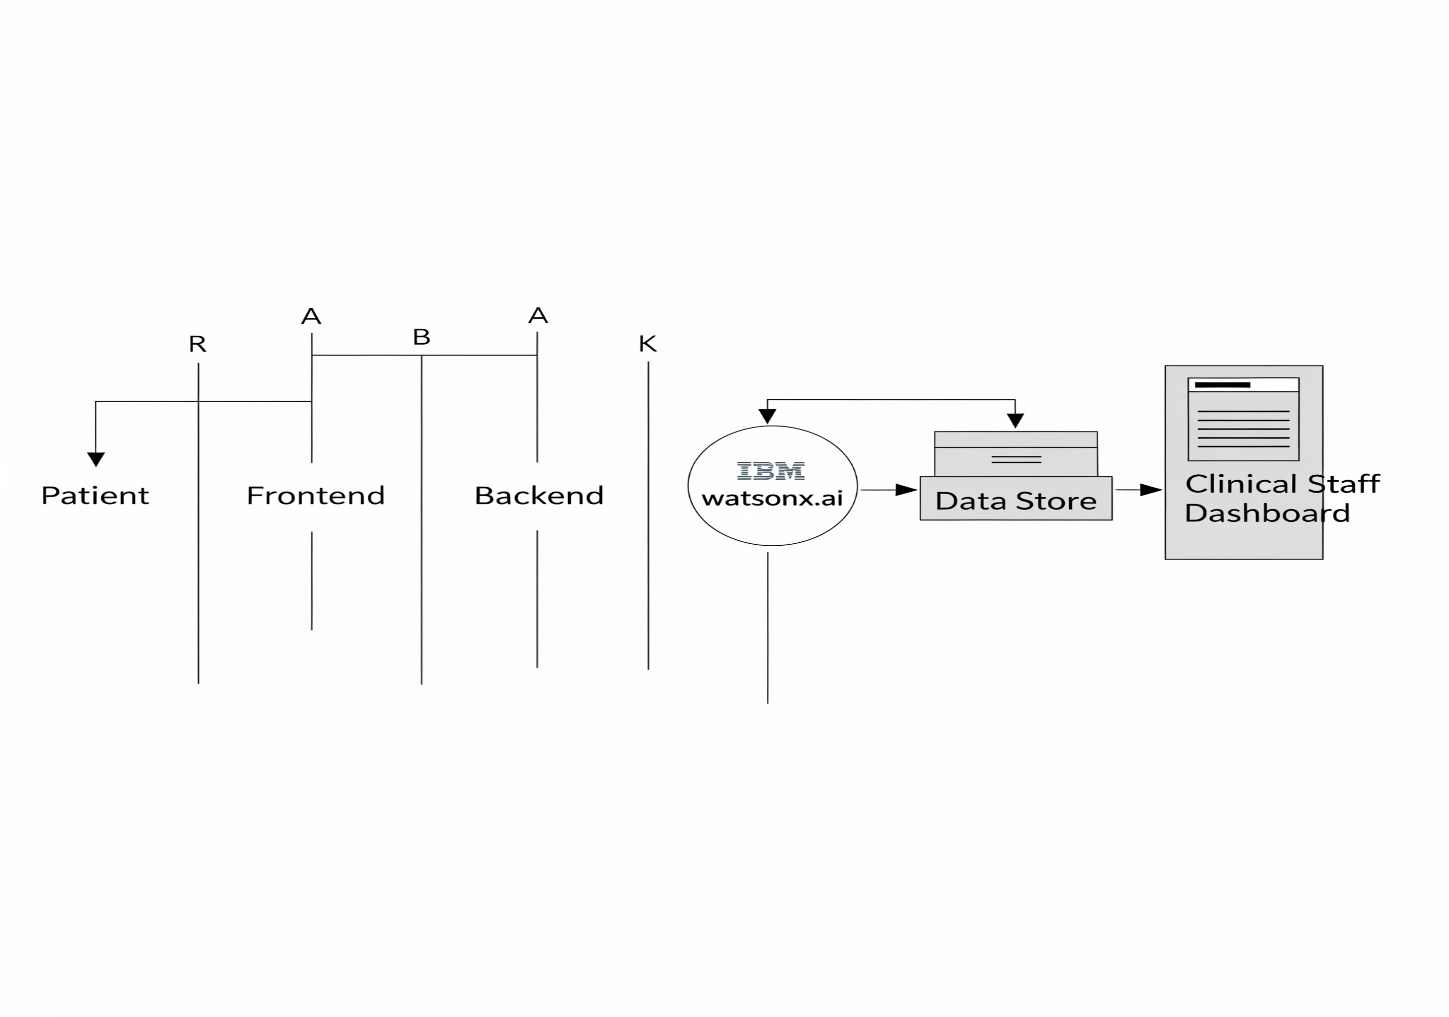 R
A
B
A
K
Patient
Frontend
Backend
IBM
watsonx.ai
Data Store
Clinical Staff
Dashboard